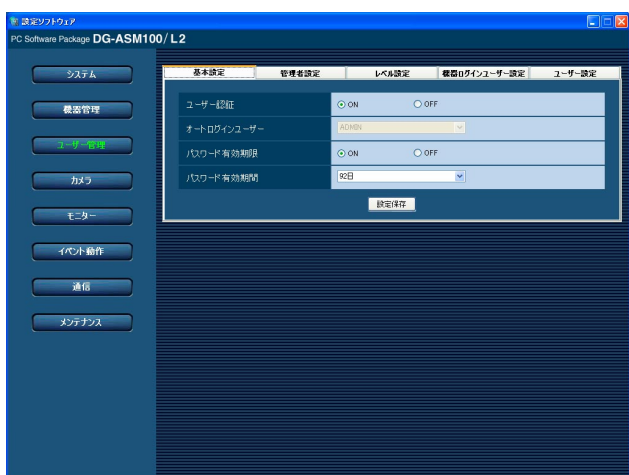 設定ソフトウェア
PC Software Package DG-ASM100/L2
システム
機器管理
ユーザー管理
カメラ
モニター
イベント動作
通信
メンテナンス
基本設定 管理者設定 レベル設定 機器ログインユーザー設定 ユーザー設定
ユーザー認証 ON OFF
オートログインユーザー ADMIN
パスワード有効期限 ON OFF
パスワード有効期間 92日
設定保存